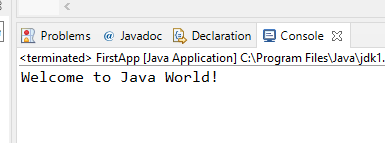 Problems @ Javadoc Declaration Console
<terminated> FirstApp [Java Application] C:\Program Files\Java\jdk1.
Welcome to Java World!